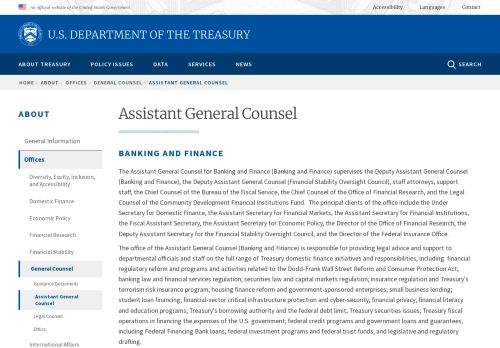 An official website of the United States Government
Accessibility Languages Contact
U.S. DEPARTMENT OF THE TREASURY
ABOUT TREASURY POLICY ISSUES DATA SERVICES NEWS SEARCH
HOME › ABOUT › OFFICES › GENERAL COUNSEL › ASSISTANT GENERAL COUNSEL
ABOUT
General Information
Offices
Diversity, Equity, Inclusion,
and Accessibility
Domestic Finance
Economic Policy
Financial Research
Financial Stability
General Counsel
Guidance Documents
Assistant General
Counsel
Legal Counsel
Ethics
International Affairs
Assistant General Counsel
BANKING AND FINANCE
The Assistant General Counsel for Banking and Finance (Banking and Finance) supervises the Deputy Assistant General Counsel
(Banking and Finance), the Deputy Assistant General Counsel (Financial Stability Oversight Council), staff attorneys, support
staff, the Chief Counsel of the Bureau of the Fiscal Service, the Chief Counsel of the Office of Financial Research, and the Legal
Counsel of the Community Development Financial Institutions Fund. The principal clients of the office include the Under
Secretary for Domestic Finance, the Assistant Secretary for Financial Markets, the Assistant Secretary for Financial Institutions,
the Fiscal Assistant Secretary, the Assistant Secretary for Economic Policy, the Director of the Office of Financial Research, the
Deputy Assistant Secretary for the Financial Stability Oversight Council, and the Director of the Federal Insurance Office.
The office of the Assistant General Counsel (Banking and Finance) is responsible for providing legal advice and support to
departmental officials and staff on the full range of Treasury domestic finance initiatives and responsibilities, including: financial
regulatory reform and programs and activities related to the Dodd-Frank Wall Street Reform and Consumer Protection Act;
banking law and financial services regulation; securities law and capital markets regulation; insurance regulation and Treasury's
terrorism risk insurance program; housing finance reform and government-sponsored enterprises; small business lending;
student loan financing; financial-sector critical infrastructure protection and cyber-security; financial privacy; financial literacy
and education programs; Treasury's borrowing authority and the federal debt limit; Treasury securities issues; Treasury fiscal
operations in financing the expenses of the U.S. government; federal credit programs and government loans and guarantees,
including Federal Financing Bank loans; federal investment programs and federal trust funds; and legislative and regulatory
drafting.